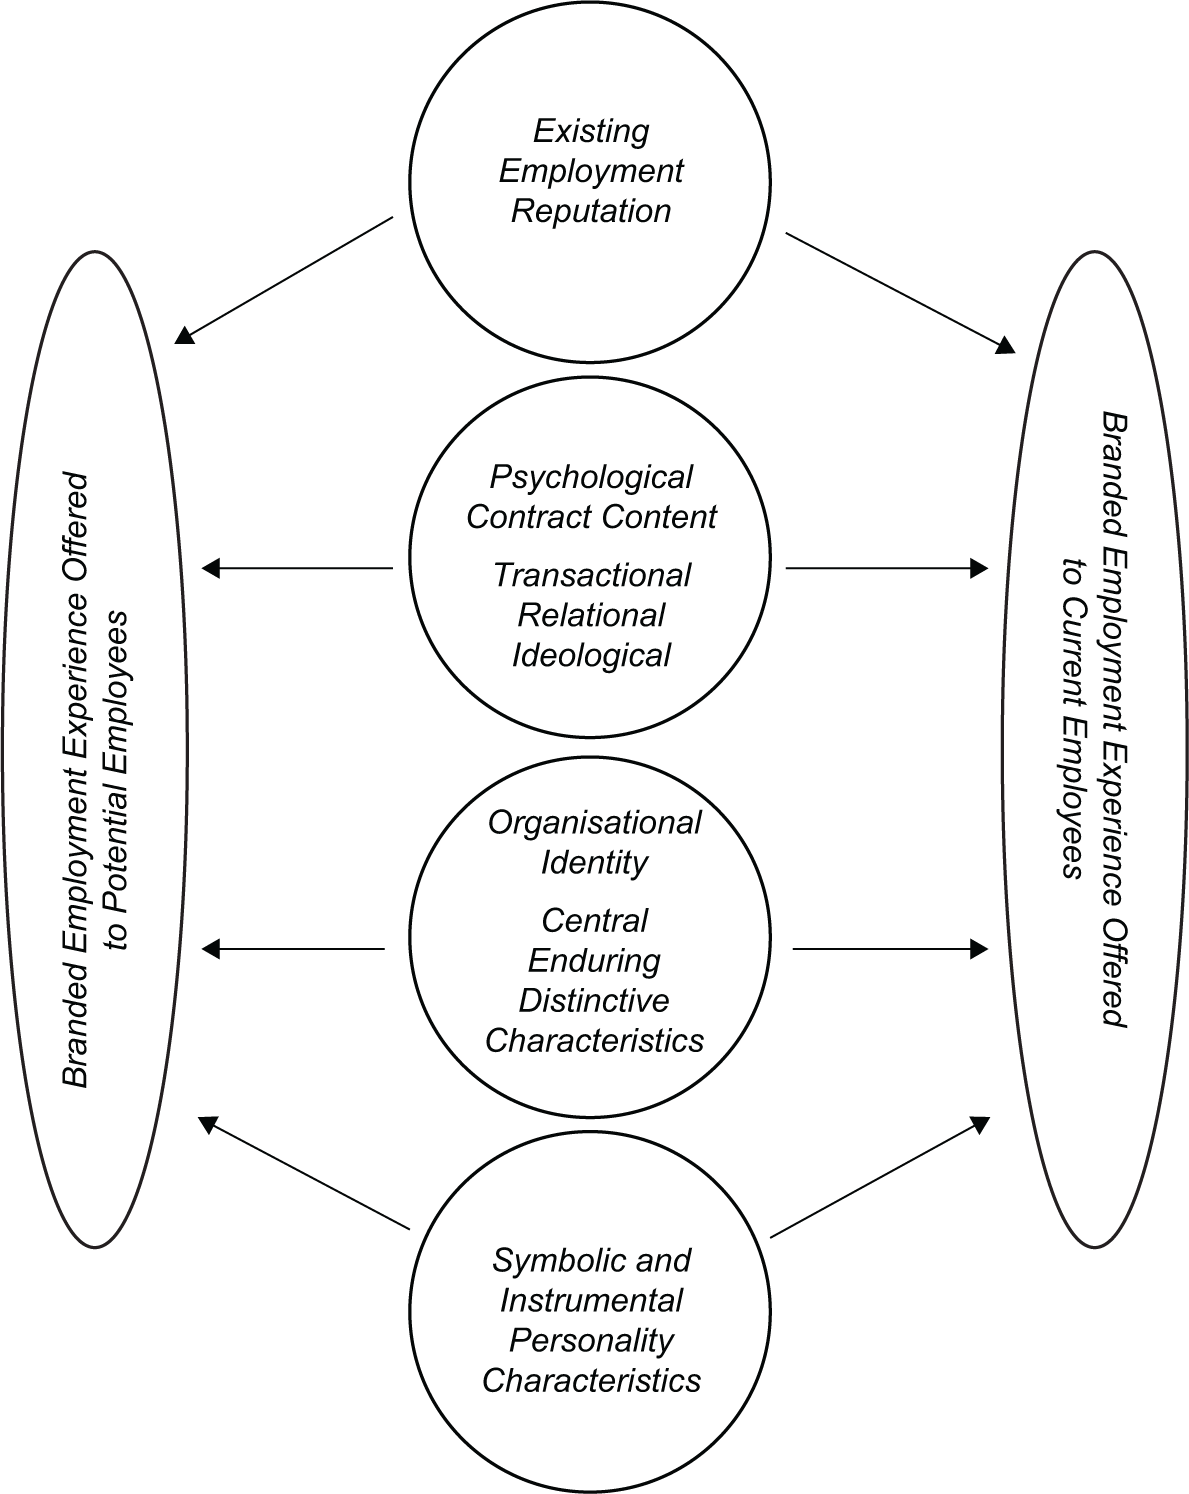 Existing
Employment
Reputation
Psychological
Contract Content
Transactional
Relational
Ideological
Organisational
Identity
Central
Enduring
Distinctive
Characteristics
Symbolic and
Instrumental
Personality
Characteristics
Branded Employment Experience Offered
to Potential Employees
Branded Employment Experience Offered
to Current Employees